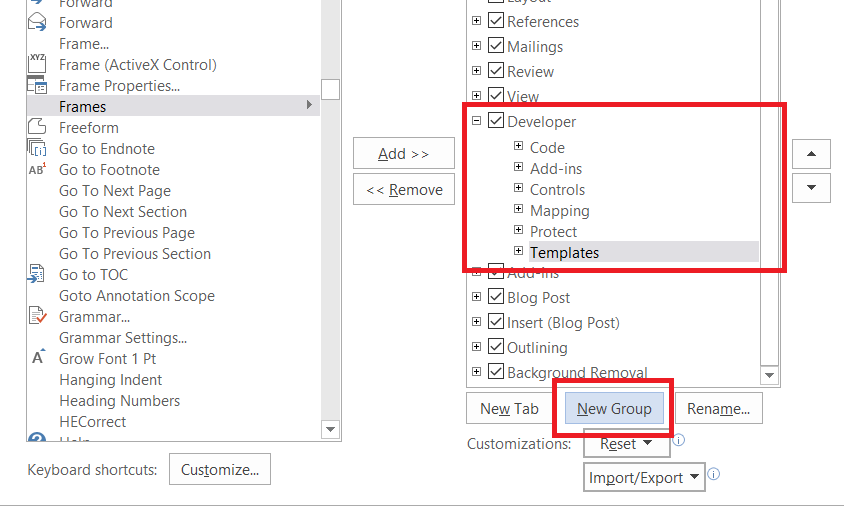 Forward
Forward
Frame...
XYZ
Frame (ActiveX Control)
Frame Properties...
Frames
Freeform
Go to Endnote
AB¹
Go to Footnote
Go To Next Page
Go To Next Section
Go To Previous Page
Go To Previous Section
Go to TOC
Goto Annotation Scope
Grammar...
Grammar Settings...
A
Grow Font 1 Pt
Hanging Indent
Heading Numbers
HECorrect
Help
Keyboard shortcuts:
Customize...
Add >>
<< Remove
Layout
References
Mailings
Review
View
Developer
Code
Add-ins
Controls
Mapping
Protect
Templates
Add-Ins
Blog Post
Insert (Blog Post)
Outlining
Background Removal
New Tab
New Group
Rename...
Customizations:
Reset
Import/Export